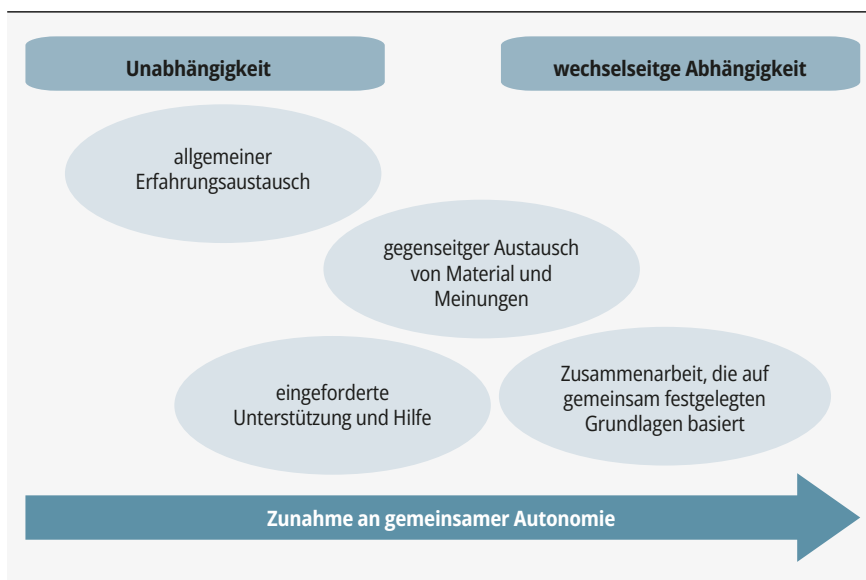 Unabhängigkeit
wechselseitge Abhängigkeit
allgemeiner
Erfahrungsaustausch
gegenseitger Austausch
von Material und
Meinungen
eingeforderte
Unterstützung und Hilfe
Zusammenarbeit, die auf
gemeinsam festgelegten
Grundlagen basiert
Zunahme an gemeinsamer Autonomie